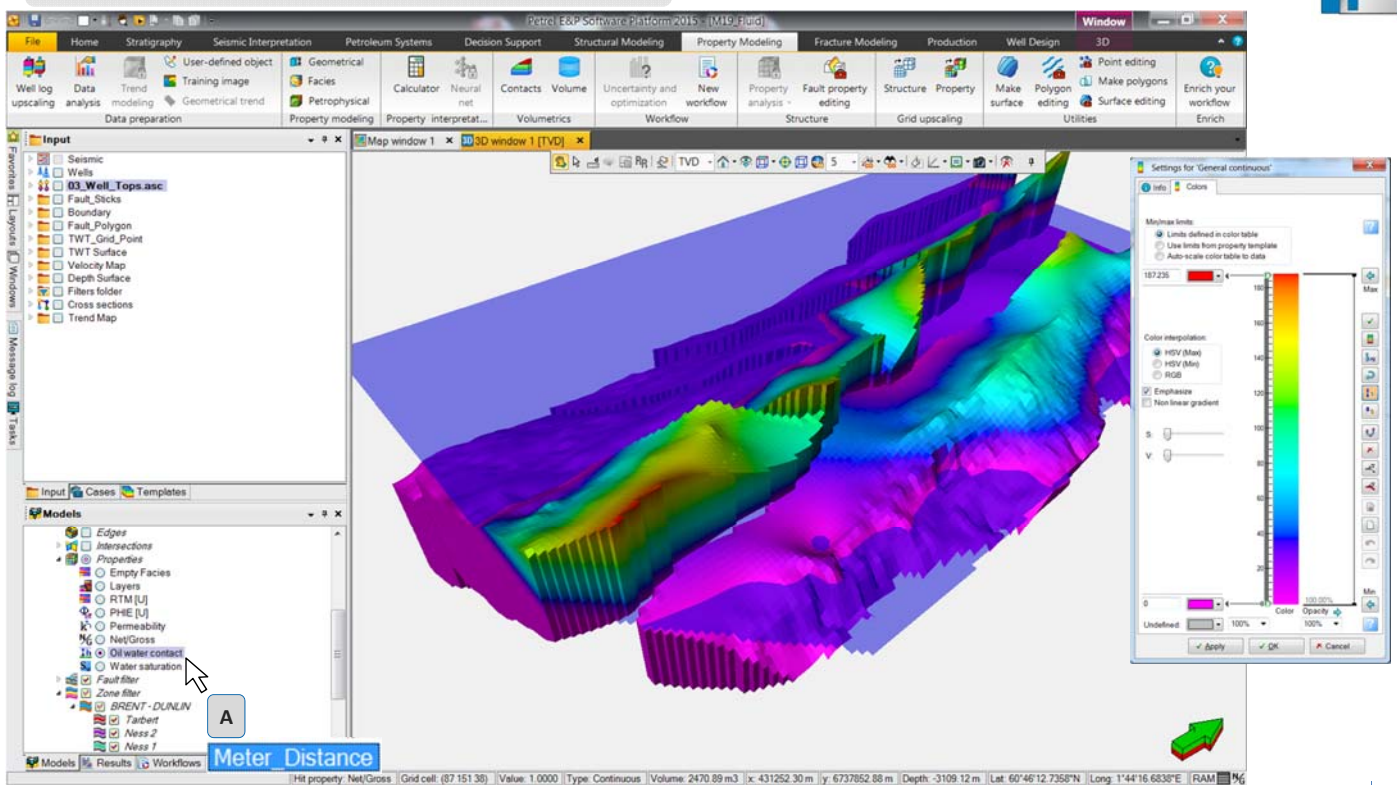 Petrel E&P Software Platform 2015 - [M19_Fluid]
Window
File Home Stratigraphy Seismic Interpretation Petroleum Systems Decision Support Structural Modeling Property Modeling Fracture Modeling Production Well Design 3D
Well log upscaling
Data analysis
Trend modeling
User-defined object
Training image
Geometrical trend
Data preparation
Geometrical
Facies
Petrophysical
Property modeling
Calculator
Neural net
Property interpretat...
Contacts
Volume
Volumetrics
Uncertainty and optimization
New workflow
Workflow
Property analysis
Fault property editing
Structure
Structure
Property
Grid upscaling
Make surface
Polygon editing
Point editing
Make polygons
Surface editing
Utilities
Enrich your workflow
Enrich
Favorites
Layouts
Windows
Message log
Tasks
Input
Seismic
Wells
03_Well_Tops.asc
Fault_Sticks
Boundary
Fault_Polygon
TWT_Grid_Point
TWT Surface
Velocity Map
Depth Surface
Filters folder
Cross sections
Trend Map
Input Cases Templates
Map window 1
3D 3D window 1 [TVD]
TVD
5
Models
Edges
Intersections
Properties
Empty Facies
Layers
RTM [U]
PHIE [U]
Permeability
Net/Gross
Oil water contact
Water saturation
Fault filter
Zone filter
BRENT - DUNLIN
Tarbert
Ness 2
Ness 1
A
Models Results Workflows
Meter_Distance
Settings for 'General continuous'
Info Colors
Min/max limits:
Limits defined in color table
Use limits from property template
Auto-scale color table to data
187.235
Max
180
160
140
120
100
80
60
40
20
Color interpolation:
HSV (Max)
HSV (Min)
RGB
Emphasize
Non linear gradient
S:
V:
Min
0
Color
100.00%
Opacity
Undefined: 100% 100%
Apply OK Cancel
Hit property: Net/Gross Grid cell: (87 151 38) Value: 1.0000 Type: Continuous Volume: 2470.89 m3 x: 431252.30 m y: 6737852.88 m Depth: -3109.12 m Lat: 60°46'12.7358"N Long: 1°44'16.6838"E RAM